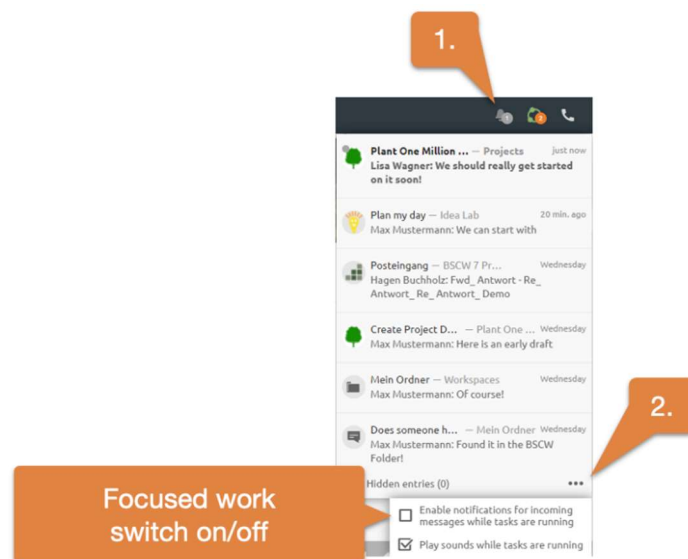 1.
1
2
Plant One Million ... — Projects just now
Lisa Wagner: We should really get started
on it soon!
Plan my day — Idea Lab 20 min. ago
Max Mustermann: We can start with
Posteingang — BSCW 7 Pr... Wednesday
Hagen Buchholz: Fwd_ Antwort - Re_
Antwort_ Re_ Antwort_ Demo
Create Project D... — Plant One ... Wednesday
Max Mustermann: Here is an early draft
Mein Ordner — Workspaces Wednesday
Max Mustermann: Of course!
2.
Does someone h... — Mein Ordner Wednesday
Max Mustermann: Found it in the BSCW
Folder!
Hidden entries (0) •••
Focused work
switch on/off
Enable notifications for incoming
messages while tasks are running
Play sounds while tasks are running